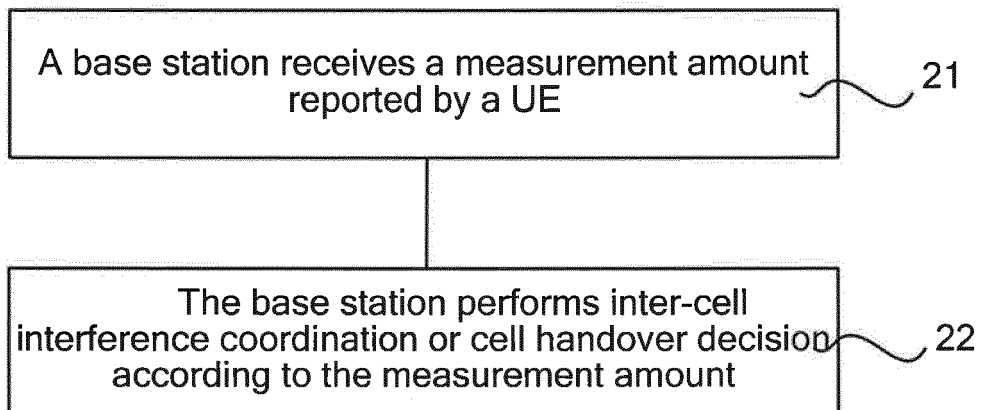 A base station receives a measurement amount
reported by a UE
21
The base station performs inter-cell
interference coordination or cell handover decision
according to the measurement amount
22